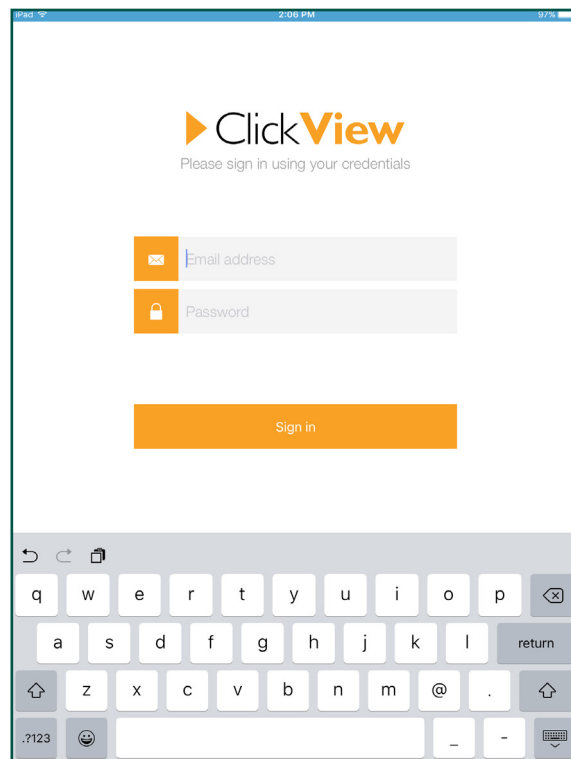 iPad 2:06 PM 97%
ClickView
Please sign in using your credentials
Email address
Password
Sign in
q w e r t y u i o p
a s d f g h j k l return
z x c v b n m @ .
.?123 _ -